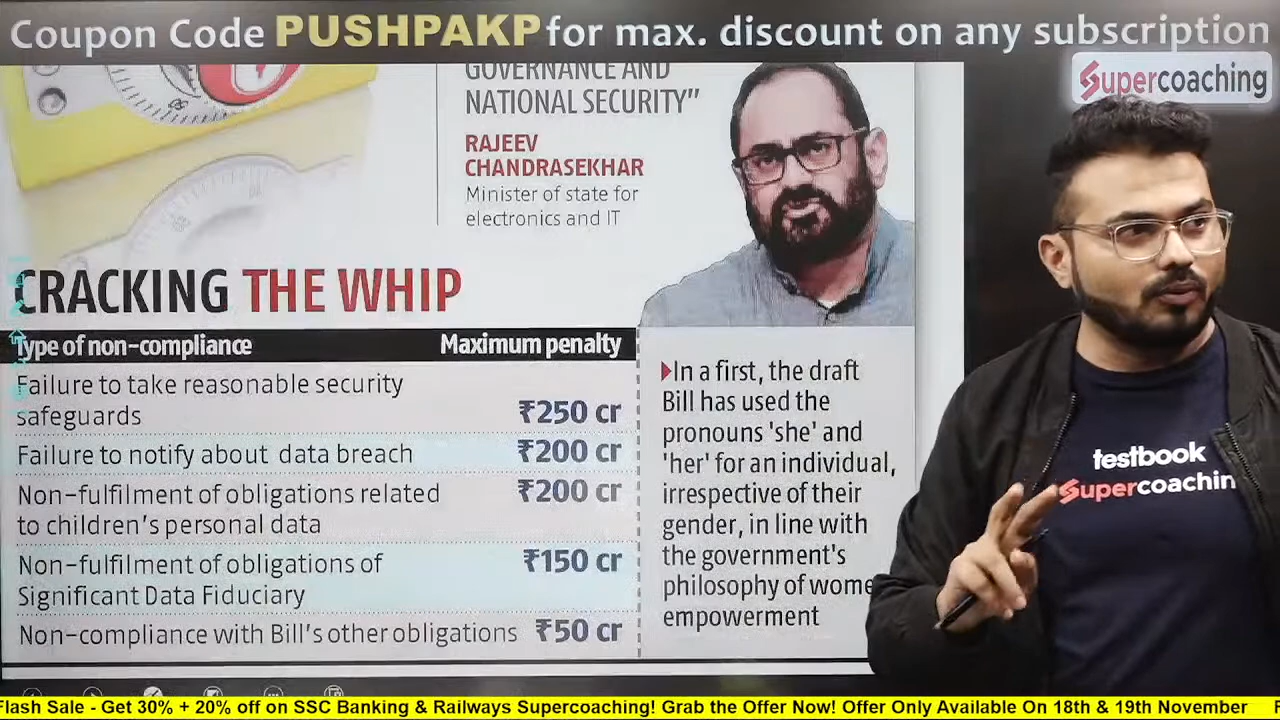 Coupon Code PUSHPAKP for max. discount on any subscription
Supercoaching
GOVERNANCE AND
NATIONAL SECURITY”
RAJEEV
CHANDRASEKHAR
Minister of state for
electronics and IT
CRACKING THE WHIP
Type of non-compliance Maximum penalty
Failure to take reasonable security
safeguards ₹250 cr
Failure to notify about data breach ₹200 cr
Non-fulfilment of obligations related
to children’s personal data ₹200 cr
Non-fulfilment of obligations of
Significant Data Fiduciary ₹150 cr
Non-compliance with Bill’s other obligations ₹50 cr
In a first, the draft
Bill has used the
pronouns 'she' and
'her' for an individual,
irrespective of their
gender, in line with
the government's
philosophy of wome
empowerment
testbook
Supercoachin
Flash Sale - Get 30% + 20% off on SSC Banking & Railways Supercoaching! Grab the Offer Now! Offer Only Available On 18th & 19th November